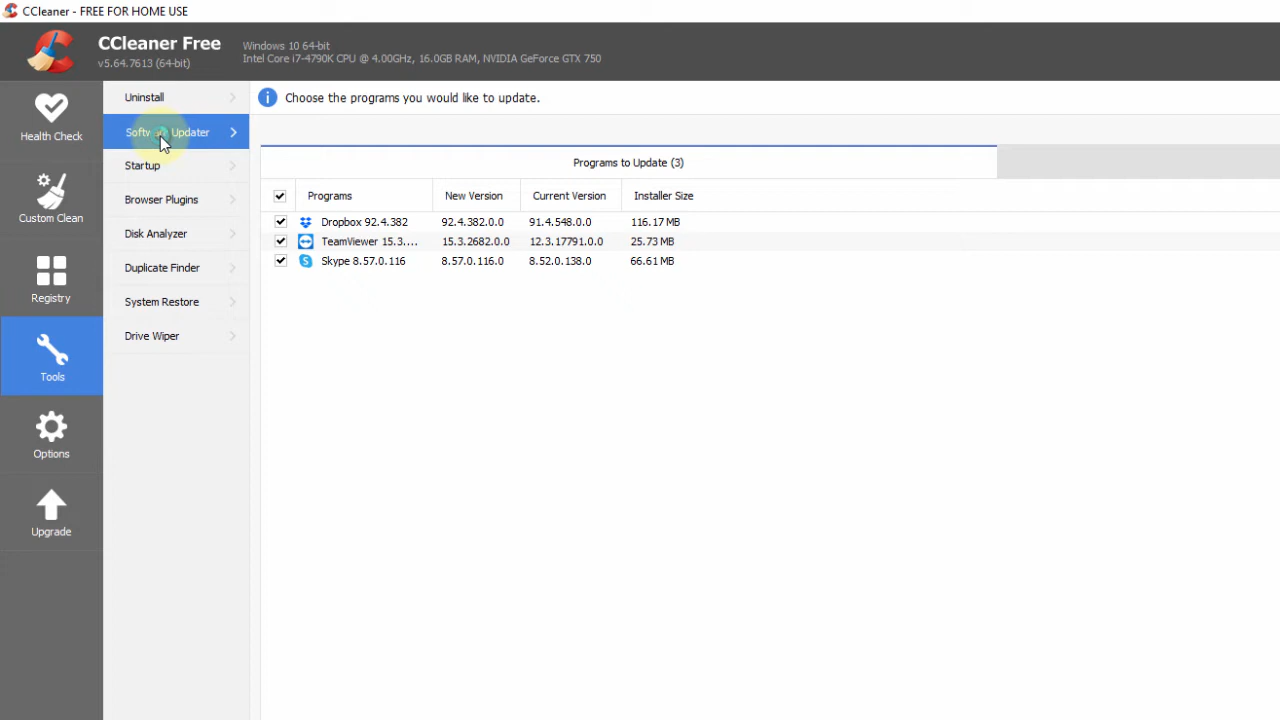 CCleaner - FREE FOR HOME USE
CCleaner Free
v5.64.7613 (64-bit)
Windows 10 64-bit
Intel Core i7-4790K CPU @ 4.00GHz, 16.0GB RAM, NVIDIA GeForce GTX 750
Health Check
Custom Clean
Registry
Tools
Options
Upgrade
Uninstall
Softw Updater
Startup
Browser Plugins
Disk Analyzer
Duplicate Finder
System Restore
Drive Wiper
Choose the programs you would like to update.
Programs to Update (3)
Programs New Version Current Version Installer Size
Dropbox 92.4.382 92.4.382.0.0 91.4.548.0.0 116.17 MB
TeamViewer 15.3.... 15.3.2682.0.0 12.3.17791.0.0 25.73 MB
Skype 8.57.0.116 8.57.0.116.0 8.52.0.138.0 66.61 MB